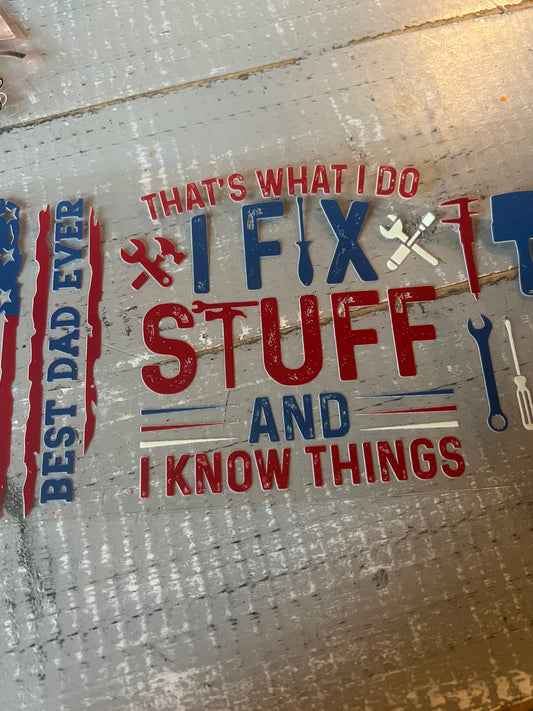 THAT'S WHAT I DO
I FIX
STUFF
AND
I KNOW THINGS
BEST DAD EVER